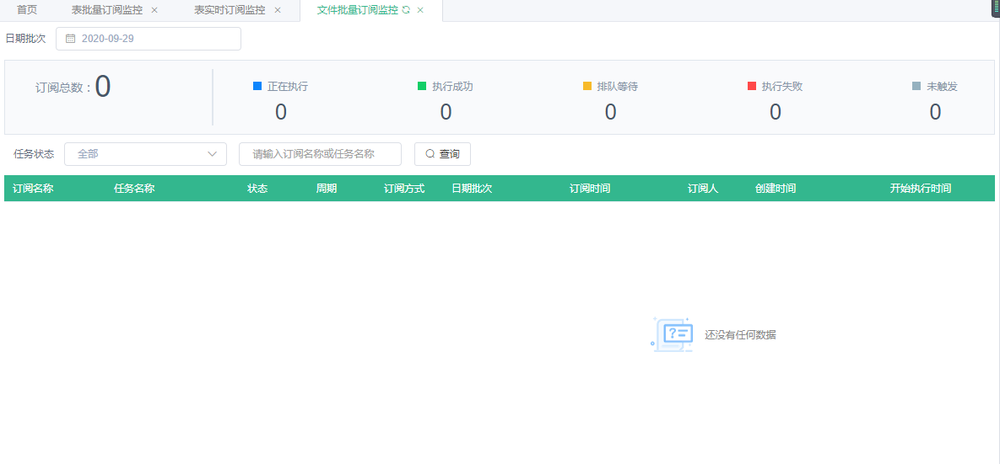 首页 表批量订阅监控 表实时订阅监控 文件批量订阅监控
日期批次 2020-09-29
订阅总数：0 正在执行 执行成功 排队等待 执行失败 未触发
0 0 0 0 0
任务状态 全部 请输入订阅名称或任务名称 查询
订阅名称 任务名称 状态 周期 订阅方式 日期批次 订阅时间 订阅人 创建时间 开始执行时间
还没有任何数据